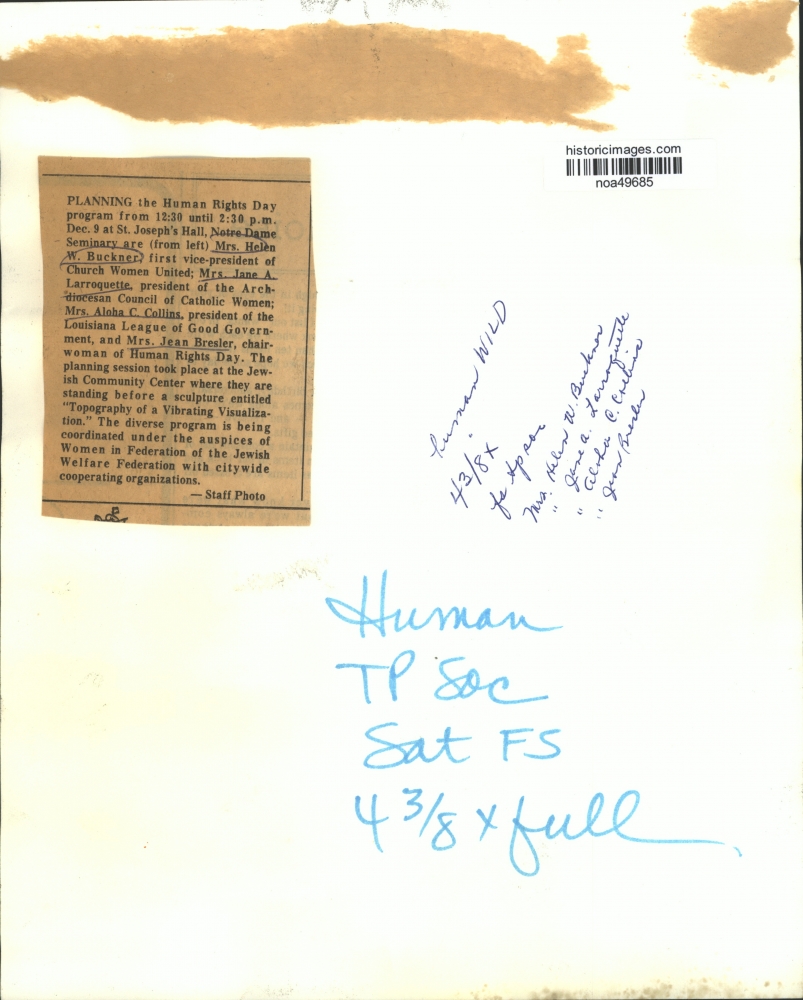 historicimages.com
noa49685
PLANNING the Human Rights Day
program from 12:30 until 2:30 p.m.
Dec. 9 at St. Joseph's Hall, Notre Dame
Seminary are (from left) Mrs. Helen
W. Buckner, first vice-president of
Church Women United; Mrs. Jane A.
Larroquette, president of the Arch-
diocesan Council of Catholic Women;
Mrs. Aloha C. Collins, president of the
Louisiana League of Good Govern-
ment, and Mrs. Jean Bresler, chair-
woman of Human Rights Day. The
planning session took place at the Jew-
ish Community Center where they are
standing before a sculpture entitled
"Topography of a Vibrating Visualiza-
tion." The diverse program is being
coordinated under the auspices of
Women in Federation of the Jewish
Welfare Federation with citywide
cooperating organizations.
— Staff Photo
human WILD
4 3/8 x
fs tp soc
Mrs. Helen W. Buckner
" Jane A. Larroquette
" Aloha C. Collins
" Jean Bresler
Human
TP Soc
Sat FS
4 3/8 x full